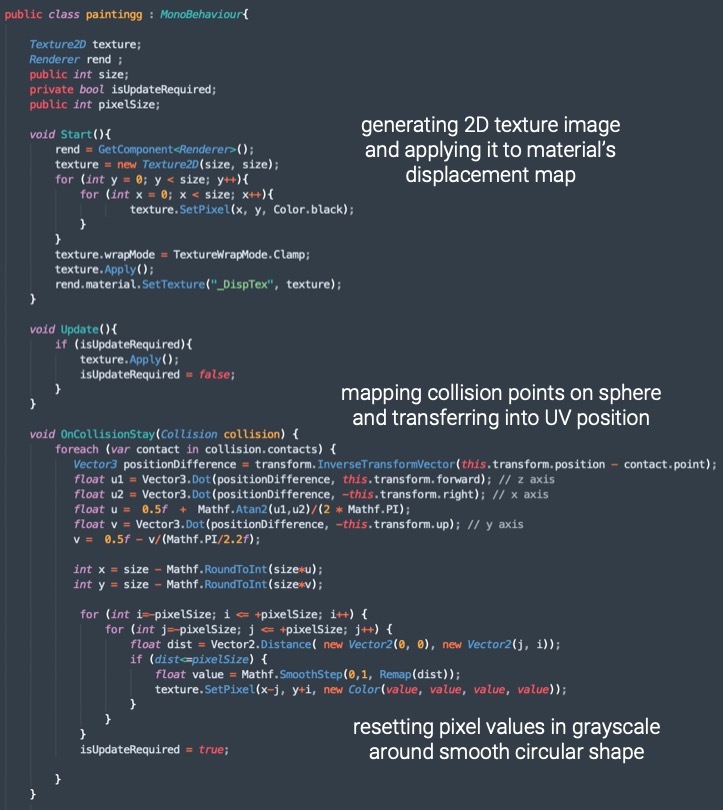 public class paintingg : MonoBehaviour{
Texture2D texture;
Renderer rend ;
public int size;
private bool isUpdateRequired;
public int pixelSize;
void Start(){
rend = GetComponent<Renderer>();
texture = new Texture2D(size, size);
for (int y = 0; y < size; y++){
for (int x = 0; x < size; x++){
texture.SetPixel(x, y, Color.black);
}
}
texture.wrapMode = TextureWrapMode.Clamp;
texture.Apply();
rend.material.SetTexture("_DispTex", texture);
}
generating 2D texture image
and applying it to material's
displacement map
void Update(){
if (isUpdateRequired){
texture.Apply();
isUpdateRequired = false;
}
}
mapping collision points on sphere
and transferring into UV position
void OnCollisionStay(Collision collision) {
foreach (var contact in collision.contacts) {
Vector3 positionDifference = transform.InverseTransformVector(this.transform.position - contact.point);
float u1 = Vector3.Dot(positionDifference, this.transform.forward); // z axis
float u2 = Vector3.Dot(positionDifference, -this.transform.right); // x axis
float u = 0.5f + Mathf.Atan2(u1,u2)/(2 * Mathf.PI);
float v = Vector3.Dot(positionDifference, -this.transform.up); // y axis
v = 0.5f - v/(Mathf.PI/2.2f);
int x = size - Mathf.RoundToInt(size*u);
int y = size - Mathf.RoundToInt(size*v);
for (int i=-pixelSize; i <= +pixelSize; i++) {
for (int j=-pixelSize; j <= +pixelSize; j++) {
float dist = Vector2.Distance( new Vector2(0, 0), new Vector2(j, i));
if (dist<=pixelSize) {
float value = Mathf.SmoothStep(0,1, Remap(dist));
texture.SetPixel(x-j, y+i, new Color(value, value, value, value));
}
}
}
isUpdateRequired = true;
}
}
resetting pixel values in grayscale
around smooth circular shape